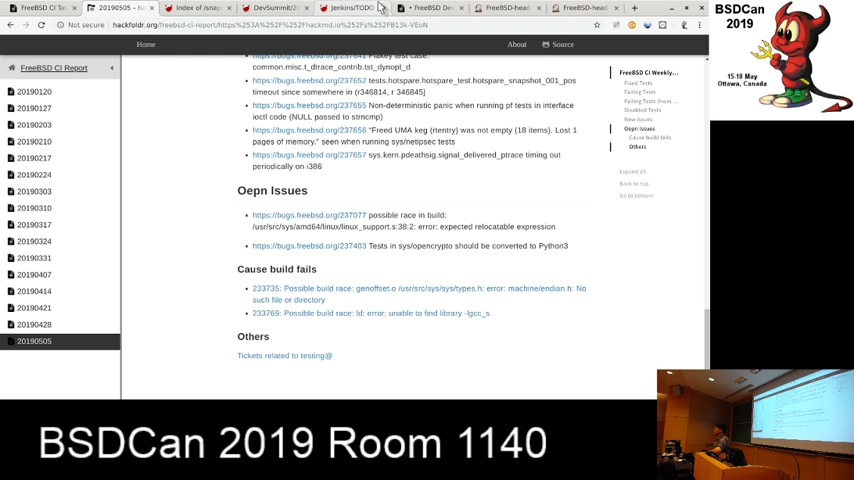 FreeBSD CI Tas
20190505 – ha
Index of /snap
DevSummit/20
Jenkins/TODO
FreeBSD Dev
FreeBSD-head
FreeBSD-head
Not secure
hackfoldr.org/freebsd-ci-report/https%253A%252F%252Fhackmd.io%252Fs%252FB13k-VEoN
Home
About
Source
FreeBSD CI Report
20190120
20190127
20190203
20190210
20190217
20190224
20190303
20190310
20190317
20190324
20190331
20190407
20190414
20190421
20190428
20190505
common.misc.t_dtrace_contrib.tst_dynopt_d
https://bugs.freebsd.org/237652 tests.hotspare.hotspare_test.hotspare_snapshot_001_pos
timeout since somewhere in (r346814, r 346845]
https://bugs.freebsd.org/237655 Non-deterministic panic when running pf tests in interface
ioctl code (NULL passed to strncmp)
https://bugs.freebsd.org/237656 "Freed UMA keg (rtentry) was not empty (18 items). Lost 1
pages of memory." seen when running sys/netipsec tests
https://bugs.freebsd.org/237657 sys.kern.pdeathsig.signal_delivered_ptrace timing out
periodically on i386
Oepn Issues
https://bugs.freebsd.org/237077 possible race in build:
/usr/src/sys/amd64/linux/linux_support.s:38:2: error: expected relocatable expression
https://bugs.freebsd.org/237403 Tests in sys/opencrypto should be converted to Python3
Cause build fails
233735: Possible build race: genoffset.o /usr/src/sys/sys/types.h: error: machine/endian.h: No
such file or directory
233769: Possible build race: ld: error: unable to find library -lgcc_s
Others
Tickets related to testing@
FreeBSD CI Weekly...
Fixed Tests
Failing Tests
Failing Tests (from ...
Disabled Tests
New Issues
Oepn Issues
Cause build fails
Others
Expand all
Back to top
Go to bottom
BSDCan
2019
15-18 May
Ottawa, Canada
BSDCan 2019 Room 1140